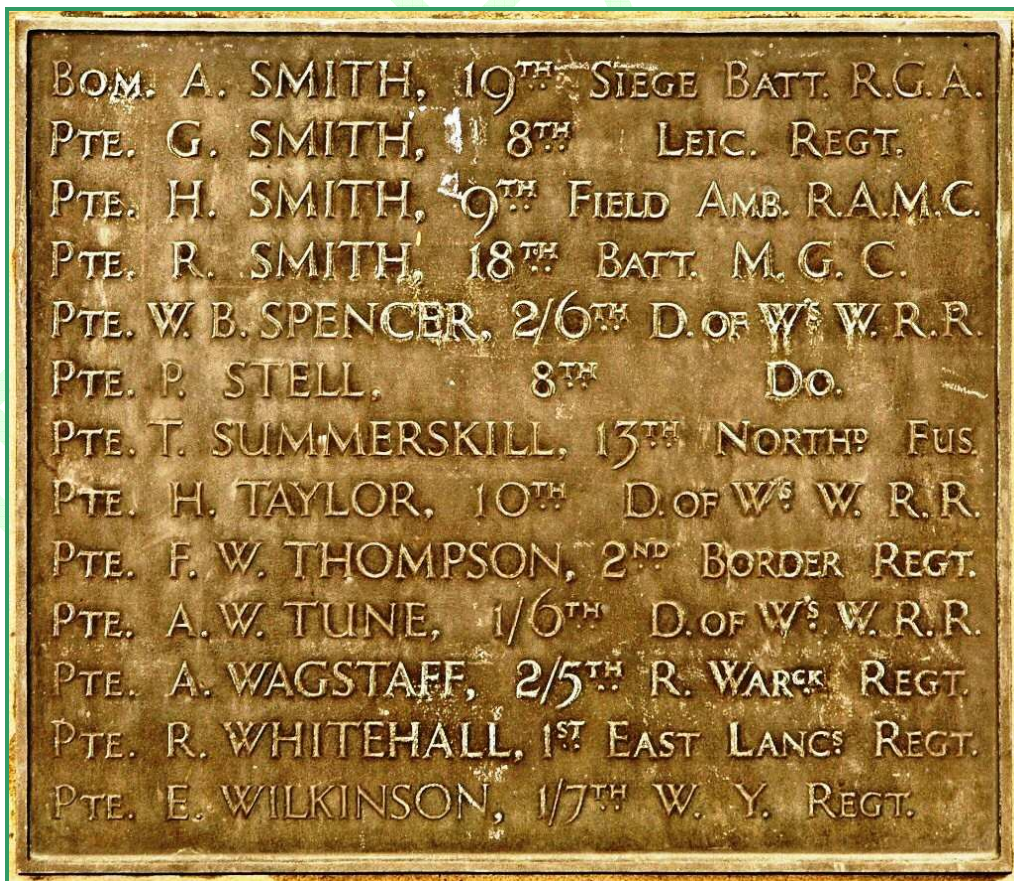 BOM. A. SMITH, 19TH SIEGE BATT. R.G.A.
PTE. G. SMITH, 8TH LEIC. REGT.
PTE. H. SMITH, 9TH FIELD AMB. R.A.M.C.
PTE. R. SMITH, 18TH BATT. M.G.C.
PTE. W. B. SPENCER, 2/6TH D. OF W'S W. R. R.
PTE. P. STELL, 8TH DO.
PTE. T. SUMMERSKILL, 13TH NORTHD FUS.
PTE. H. TAYLOR, 10TH D. OF WS W. R. R.
PTE. F. W. THOMPSON, 2ND BORDER REGT.
PTE. A. W. TUNE, 1/6TH D. OF W'S W. R. R.
PTE. A. WAGSTAFF, 2/5TH R. WARCK REGT.
PTE. R. WHITEHALL, 1ST EAST LANCS REGT.
PTE. E. WILKINSON, 1/7TH W. Y. REGT.